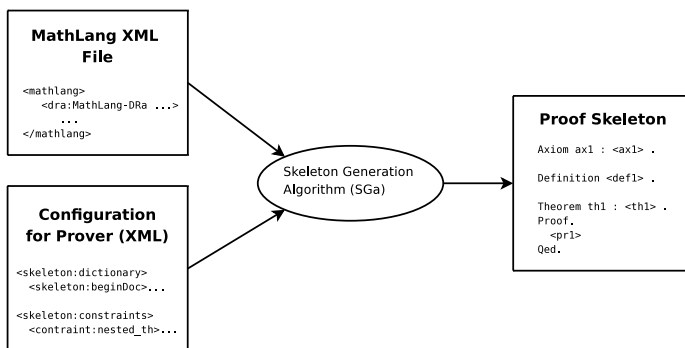 MathLang XML
File
<mathlang>
<dra:MathLang-DRa ...>
...
</mathlang>
Configuration
for Prover (XML)
<skeleton:dictionary>
<skeleton:beginDoc>...
<skeleton:constraints>
<contraint:nested_th>...
Skeleton Generation
Algorithm (SGa)
Proof Skeleton
Axiom ax1 : <ax1> .
Definition <def1> .
Theorem th1 : <th1> .
Proof.
<pr1>
Qed.